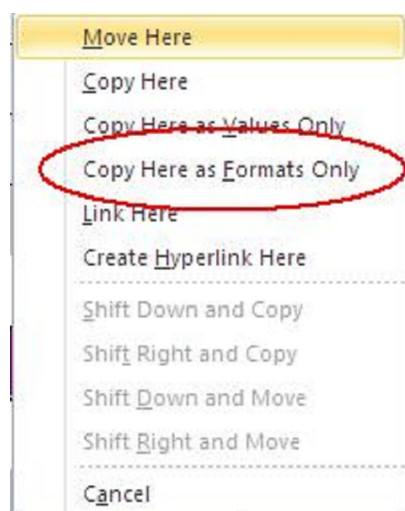 Move Here
Copy Here
Copy Here as Values Only
Copy Here as Formats Only
Link Here
Create Hyperlink Here
Shift Down and Copy
Shift Right and Copy
Shift Down and Move
Shift Right and Move
Cancel